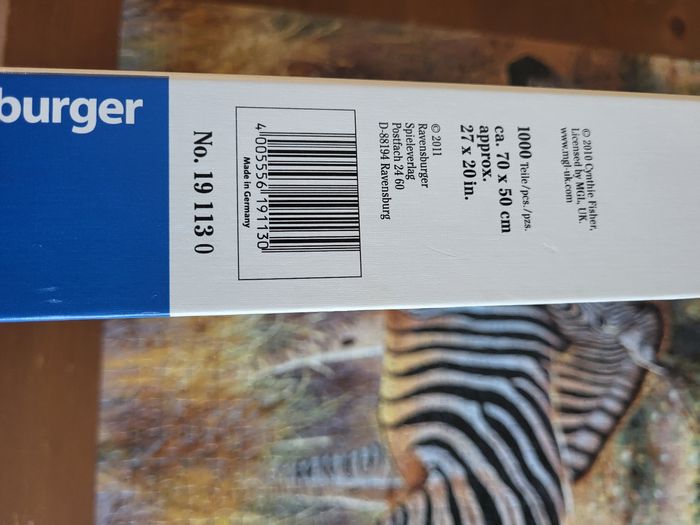 © 2010 Cynthie Fisher,
Licensed by MGL, UK.
www.mgl-uk.com
1000 Teile/pcs./pzs.
ca. 70 x 50 cm
approx.
27 x 20 in.
© 2011
Ravensburger
Spieleverlag
Postfach 24 60
D-88194 Ravensburg
4 005556 191130
Made in Germany
No. 19 113 0
burger